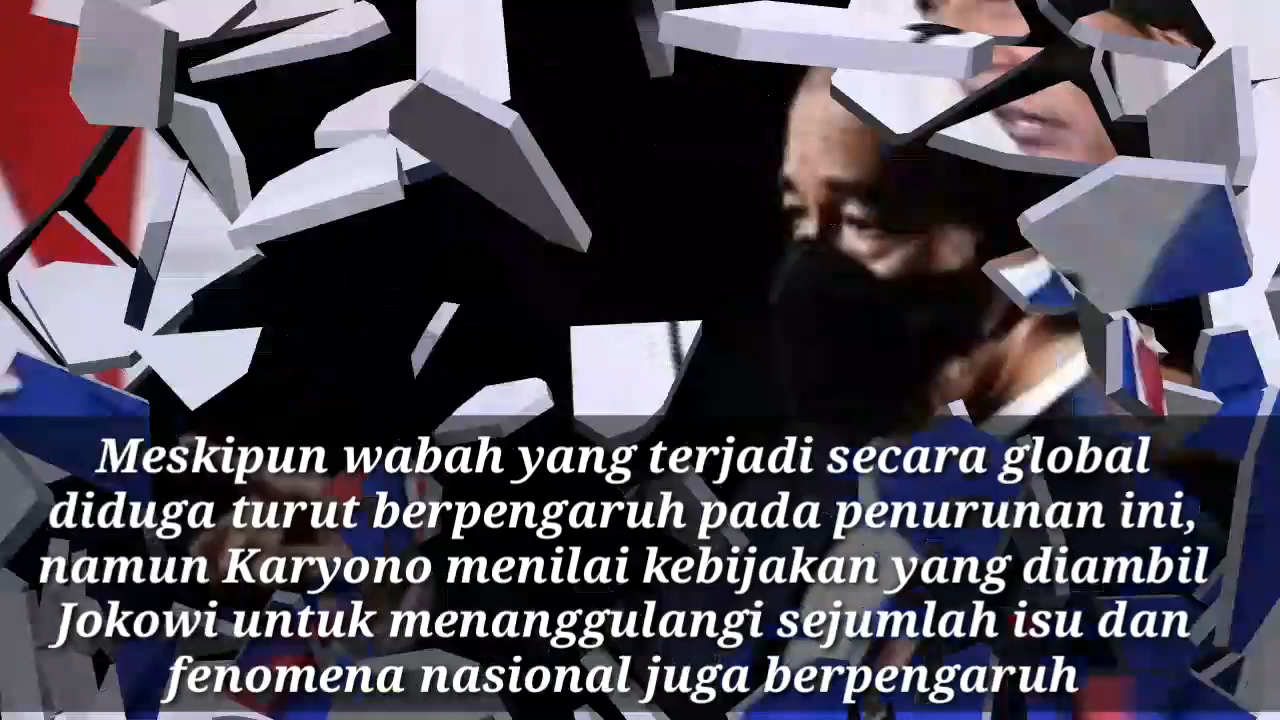 Meskipun wabah yang terjadi secara global
diduga turut berpengaruh pada penurunan ini,
namun Karyono menilai kebijakan yang diambil
Jokowi untuk menanggulangi sejumlah isu dan
fenomena nasional juga berpengaruh